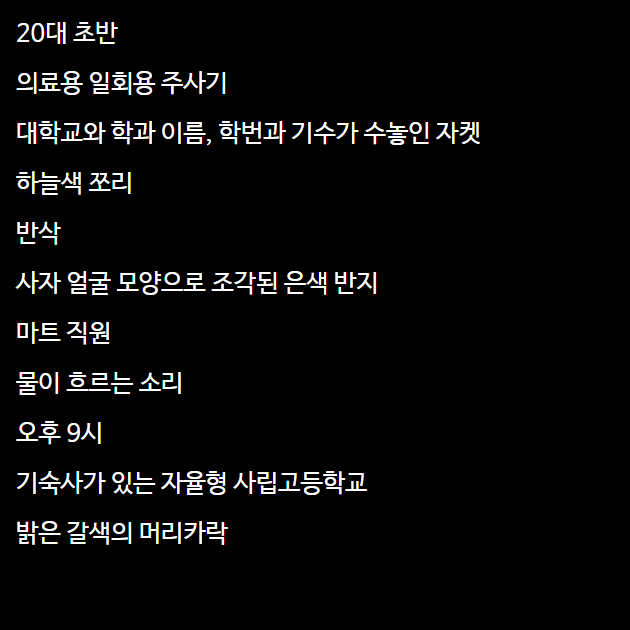 20대 초반
의료용 일회용 주사기
대학교와 학과 이름, 학번과 기수가 수놓인 자켓
하늘색 쪼리
반삭
사자 얼굴 모양으로 조각된 은색 반지
마트 직원
물이 흐르는 소리
오후 9시
기숙사가 있는 자율형 사립고등학교
밝은 갈색의 머리카락